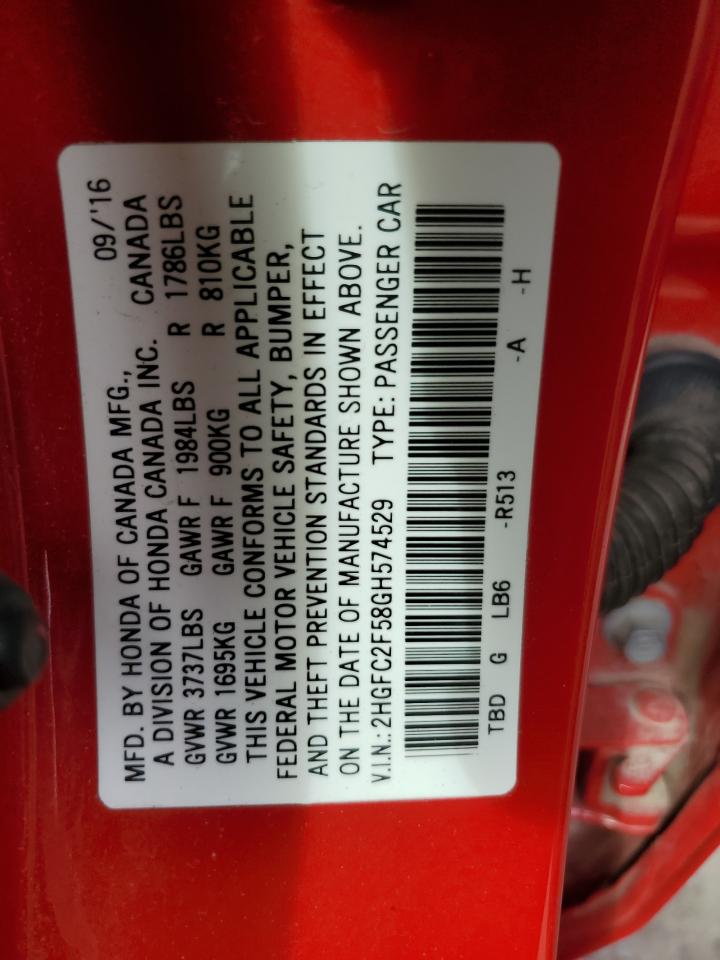 MFD. BY HONDA OF CANADA MFG., 09/'16
A DIVISION OF HONDA CANADA INC. CANADA
GVWR 3737LBS GAWR F 1984LBS R 1786LBS
GVWR 1695KG GAWR F 900KG R 810KG
THIS VEHICLE CONFORMS TO ALL APPLICABLE
FEDERAL MOTOR VEHICLE SAFETY, BUMPER,
AND THEFT PREVENTION STANDARDS IN EFFECT
ON THE DATE OF MANUFACTURE SHOWN ABOVE.
V.I.N.: 2HGFC2F58GH574529 TYPE: PASSENGER CAR
TBD G LB6 -R513 -A -H